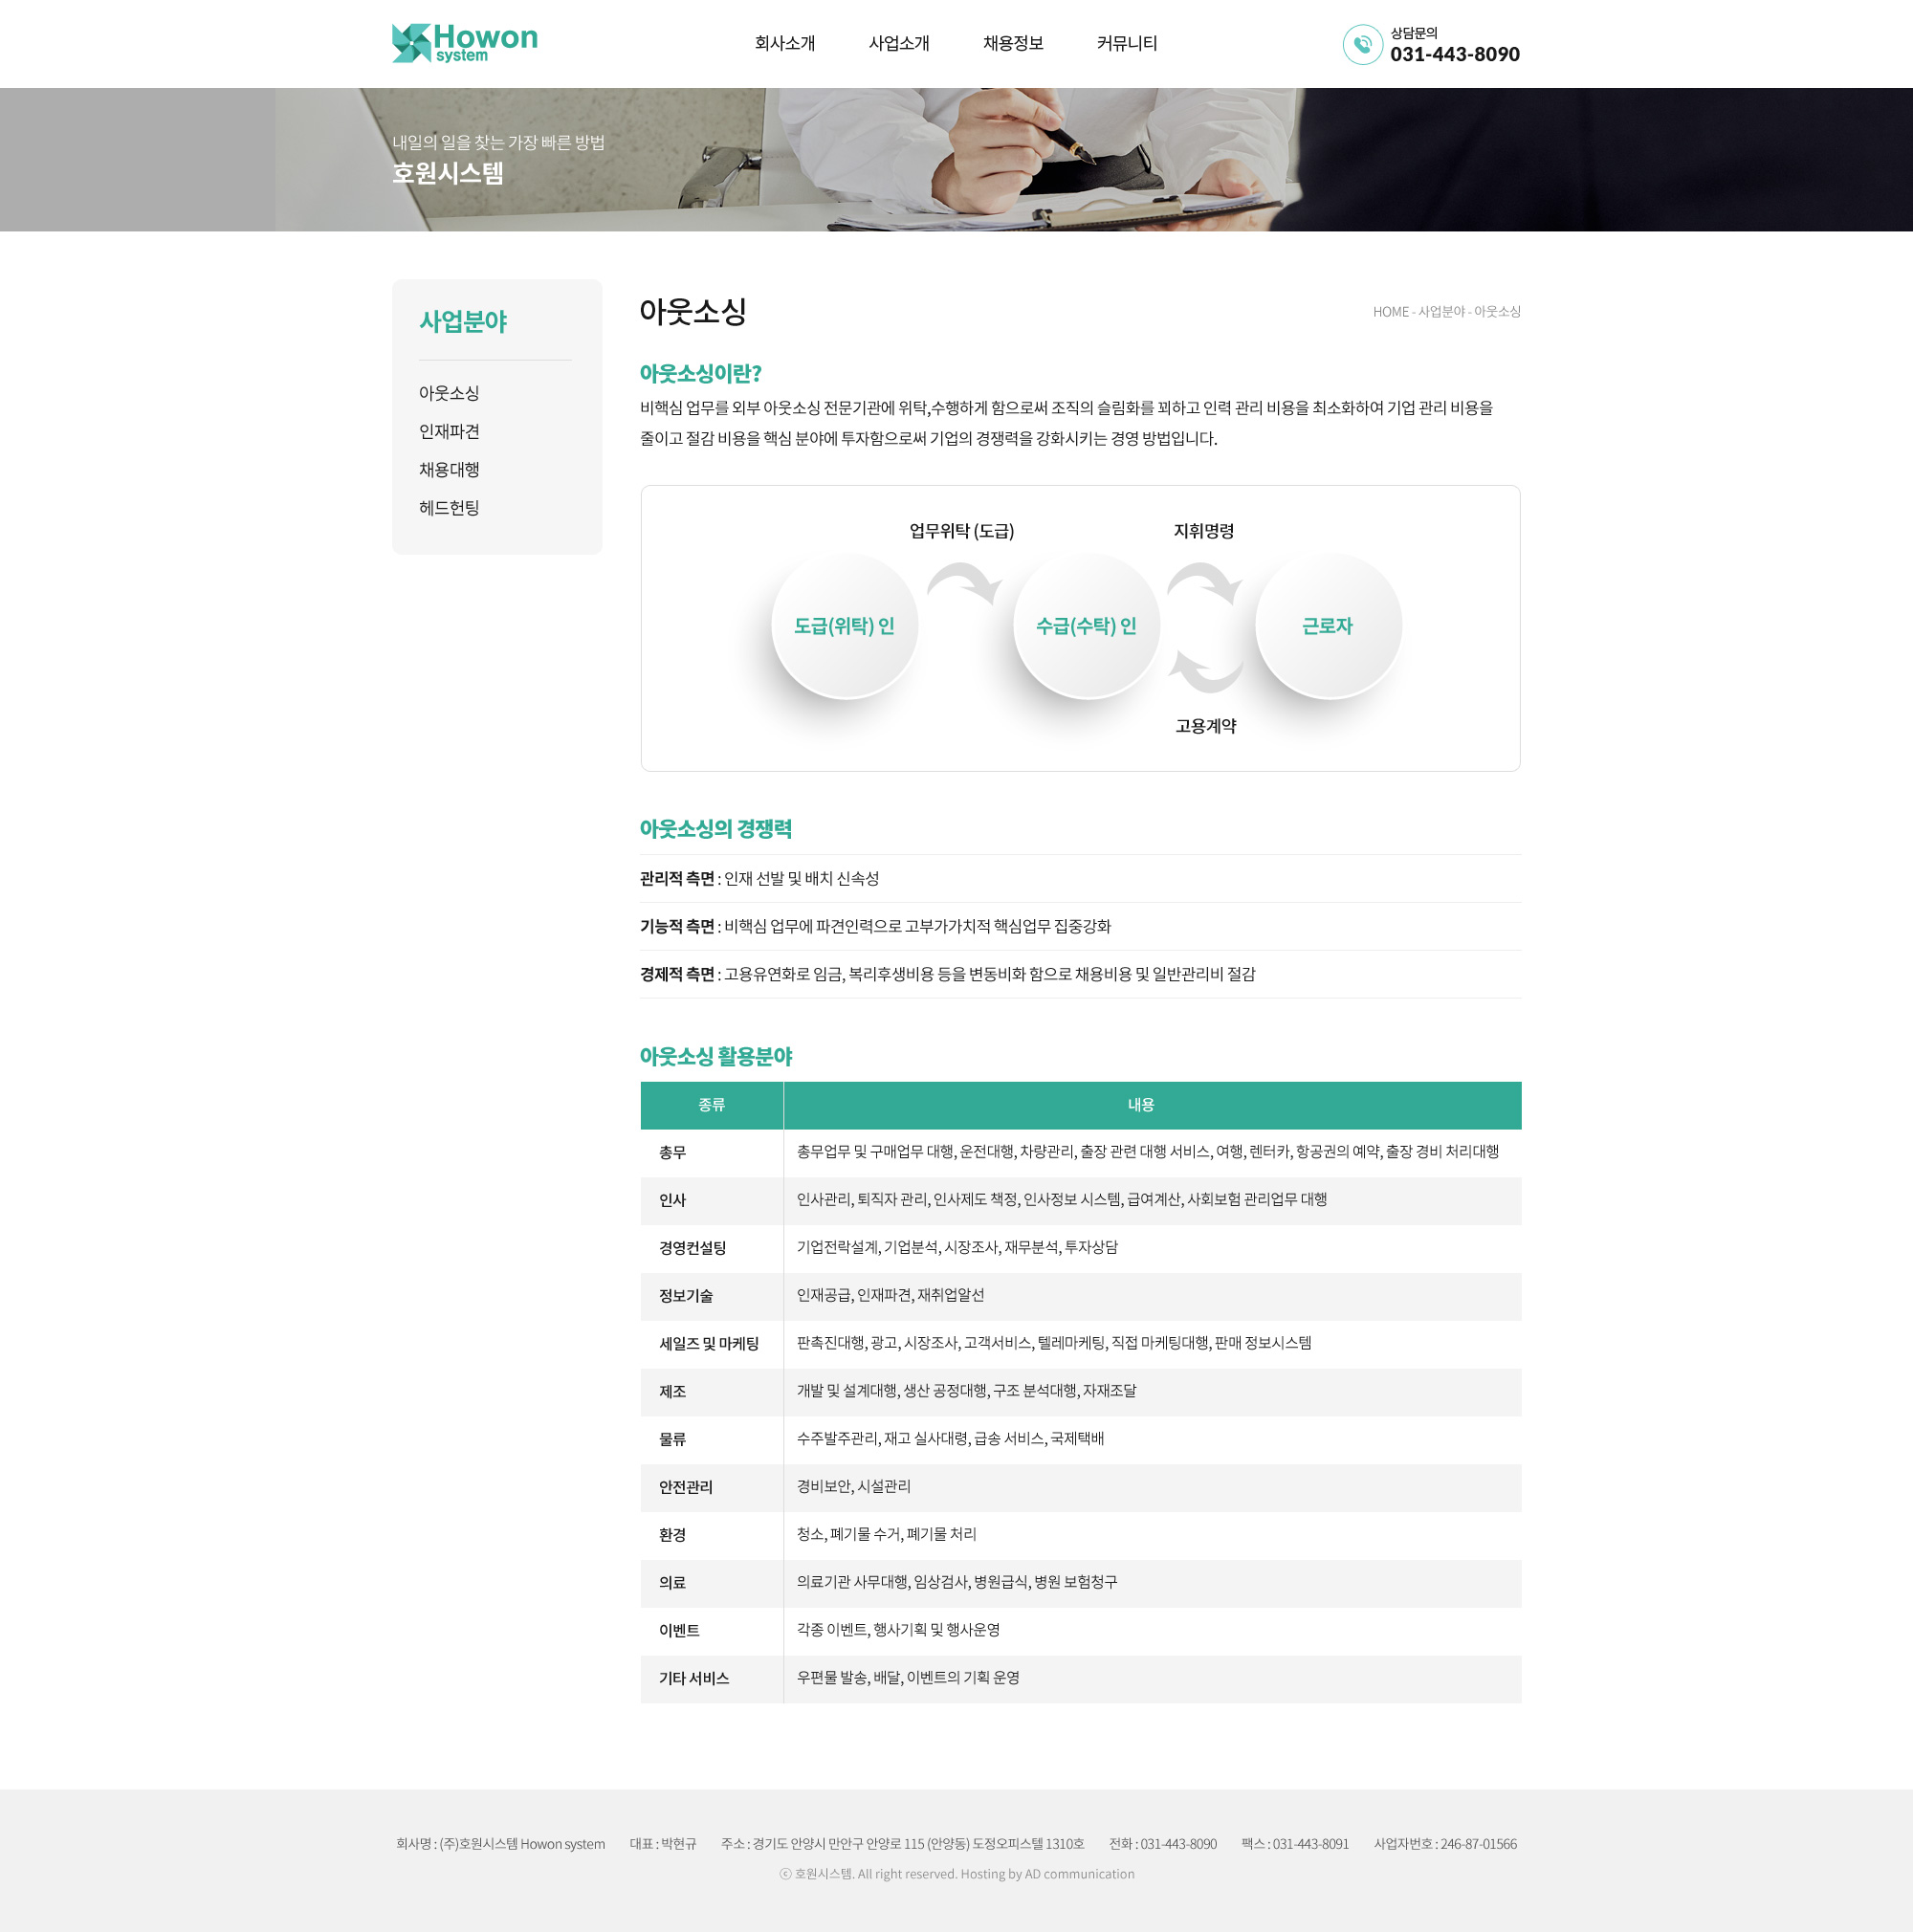 Howon
system
회사소개 사업소개 채용정보 커뮤니티
상담문의
031-443-8090
내일의 일을 찾는 가장 빠른 방법
호원시스템
사업분야
아웃소싱
인재파견
채용대행
헤드헌팅
아웃소싱
HOME - 사업분야 - 아웃소싱
아웃소싱이란?
비핵심 업무를 외부 아웃소싱 전문기관에 위탁,수행하게 함으로써 조직의 슬림화를 꾀하고 인력 관리 비용을 최소화하여 기업 관리 비용을
줄이고 절감 비용을 핵심 분야에 투자함으로써 기업의 경쟁력을 강화시키는 경영 방법입니다.
업무위탁 (도급) 지휘명령
도급(위탁) 인 수급(수탁) 인 근로자
고용계약
아웃소싱의 경쟁력
관리적 측면 : 인재 선발 및 배치 신속성
기능적 측면 : 비핵심 업무에 파견인력으로 고부가가치적 핵심업무 집중강화
경제적 측면 : 고용유연화로 임금, 복리후생비용 등을 변동비화 함으로 채용비용 및 일반관리비 절감
아웃소싱 활용분야
종류 내용
총무 총무업무 및 구매업무 대행, 운전대행, 차량관리, 출장 관련 대행 서비스, 여행, 렌터카, 항공권의 예약, 출장 경비 처리대행
인사 인사관리, 퇴직자 관리, 인사제도 책정, 인사정보 시스템, 급여계산, 사회보험 관리업무 대행
경영컨설팅 기업전락설계, 기업분석, 시장조사, 재무분석, 투자상담
정보기술 인재공급, 인재파견, 재취업알선
세일즈 및 마케팅 판촉진대행, 광고, 시장조사, 고객서비스, 텔레마케팅, 직접 마케팅대행, 판매 정보시스템
제조 개발 및 설계대행, 생산 공정대행, 구조 분석대행, 자재조달
물류 수주발주관리, 재고 실사대령, 급송 서비스, 국제택배
안전관리 경비보안, 시설관리
환경 청소, 폐기물 수거, 폐기물 처리
의료 의료기관 사무대행, 임상검사, 병원급식, 병원 보험청구
이벤트 각종 이벤트, 행사기획 및 행사운영
기타 서비스 우편물 발송, 배달, 이벤트의 기획 운영
회사명 : (주)호원시스템 Howon system 대표 : 박현규 주소 : 경기도 안양시 만안구 안양로 115 (안양동) 도정오피스텔 1310호 전화 : 031-443-8090 팩스 : 031-443-8091 사업자번호 : 246-87-01566
ⓒ 호원시스템. All right reserved. Hosting by AD communication